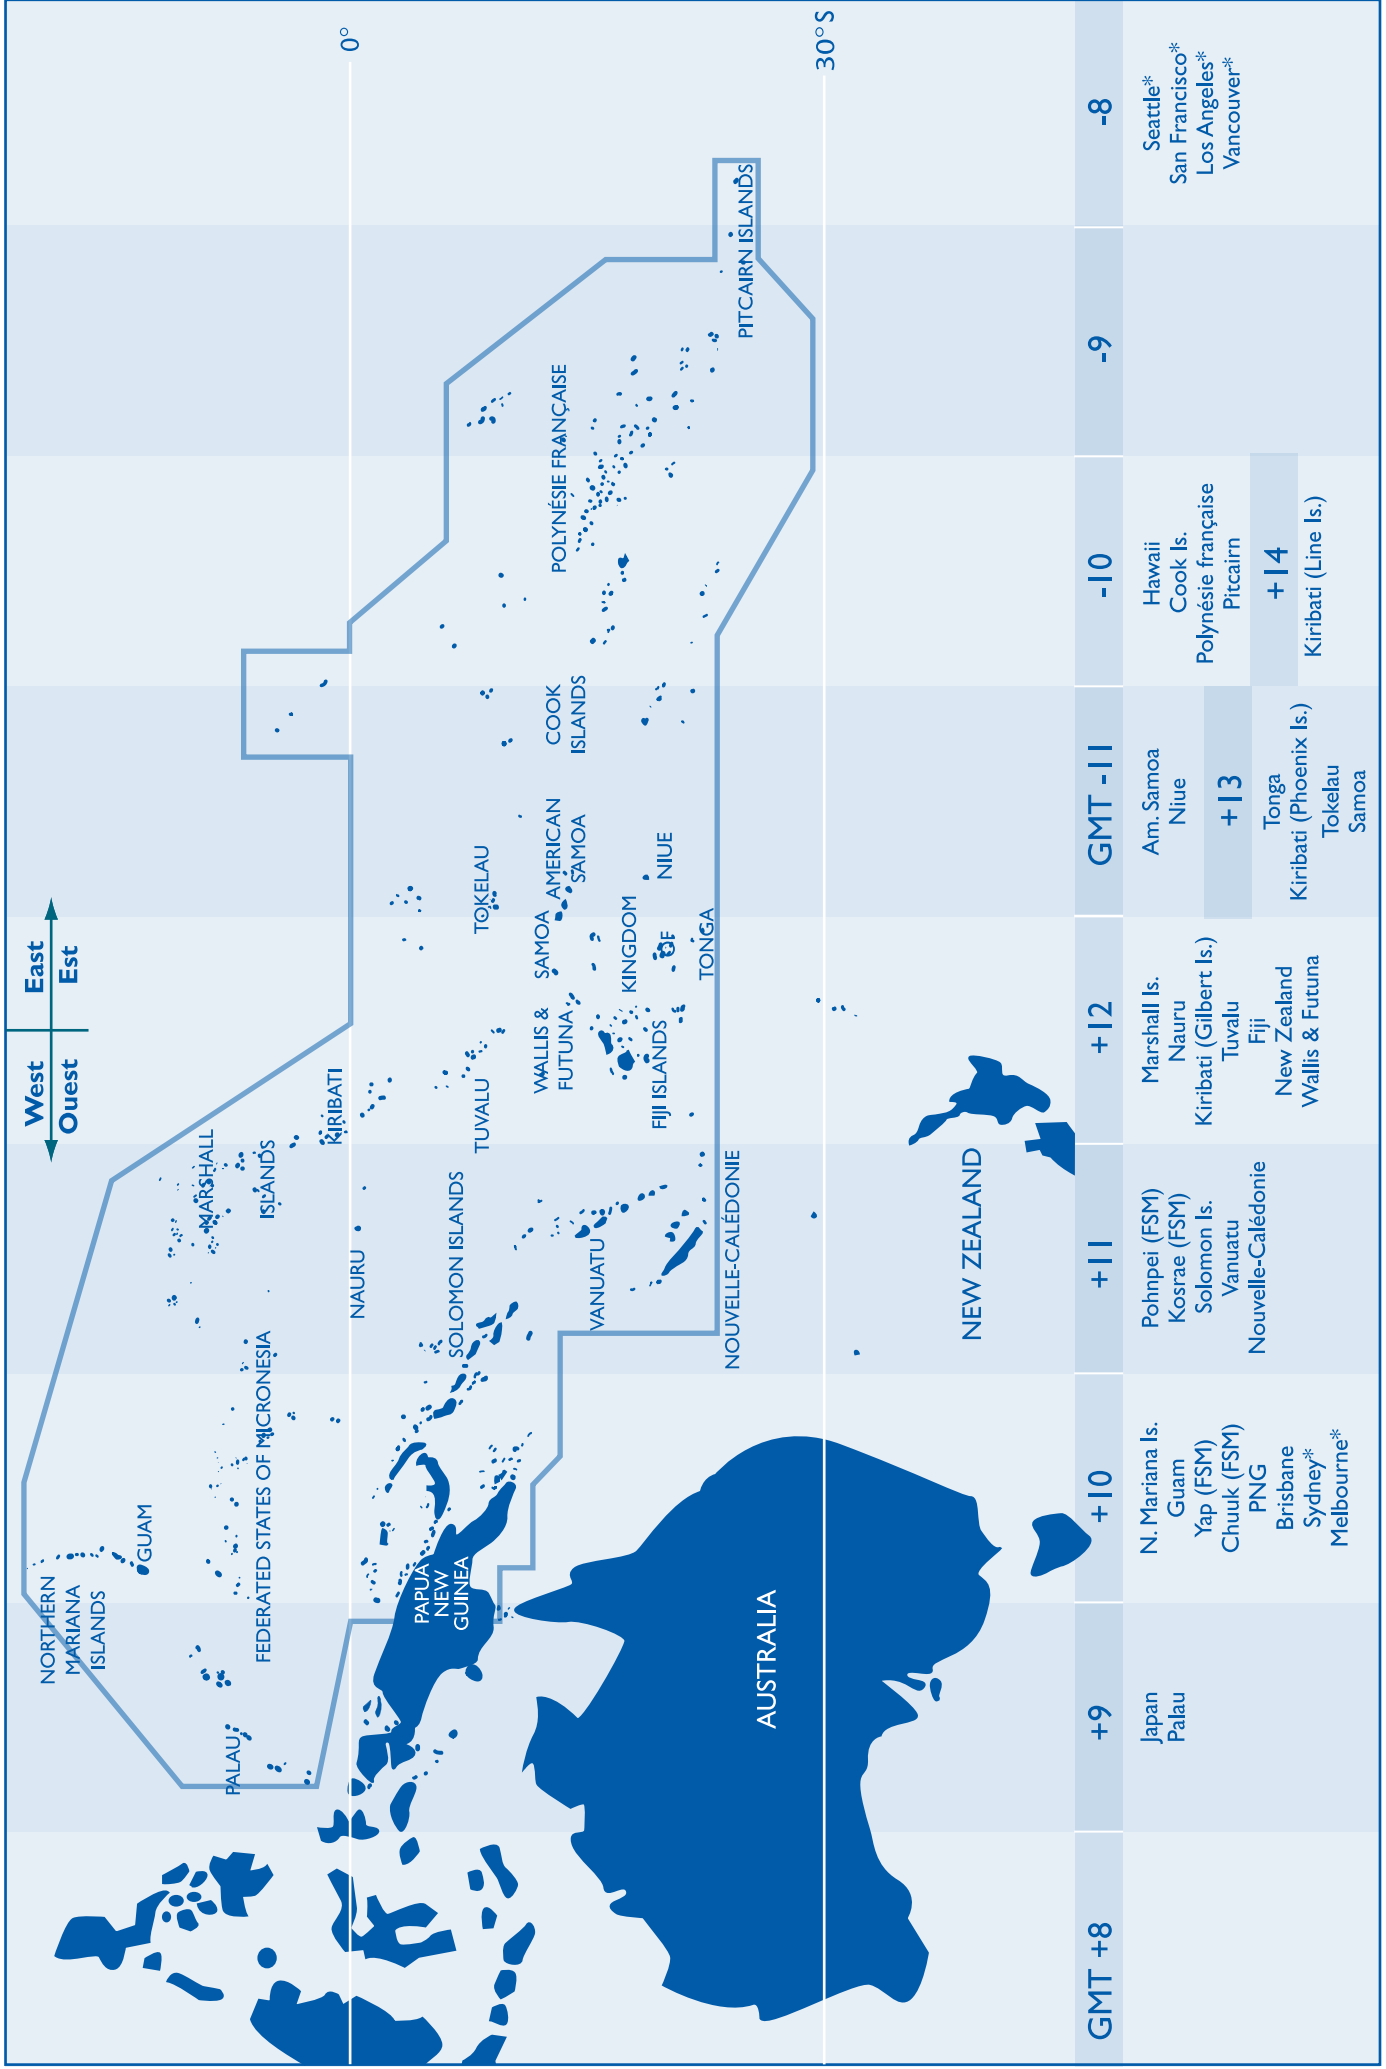 West
East
Ouest
Est
0°
30° S
NORTHERN
MARIANA
ISLANDS
GUAM
PALAU
FEDERATED STATES OF MICRONESIA
MARSHALL
ISLANDS
NAURU
KIRIBATI
PAPUA
NEW
GUINEA
SOLOMON ISLANDS
TUVALU
TOKELAU
VANUATU
WALLIS &
FUTUNA
SAMOA
AMERICAN
SAMOA
COOK
ISLANDS
POLYNÉSIE FRANÇAISE
FIJI ISLANDS
KINGDOM
OF
TONGA
NIUE
NOUVELLE-CALÉDONIE
PITCAIRN ISLANDS
AUSTRALIA
NEW ZEALAND
GMT +8
+9
Japan
Palau
+10
N. Mariana Is.
Guam
Yap (FSM)
Chuuk (FSM)
PNG
Brisbane
Sydney*
Melbourne*
+11
Pohnpei (FSM)
Kosrae (FSM)
Solomon Is.
Vanuatu
Nouvelle-Calédonie
+12
Marshall Is.
Nauru
Kiribati (Gilbert Is.)
Tuvalu
Fiji
New Zealand
Wallis & Futuna
GMT -11
Am. Samoa
Niue
+13
Tonga
Kiribati (Phoenix Is.)
Tokelau
Samoa
-10
Hawaii
Cook Is.
Polynésie française
Pitcairn
+14
Kiribati (Line Is.)
-9
-8
Seattle*
San Francisco*
Los Angeles*
Vancouver*